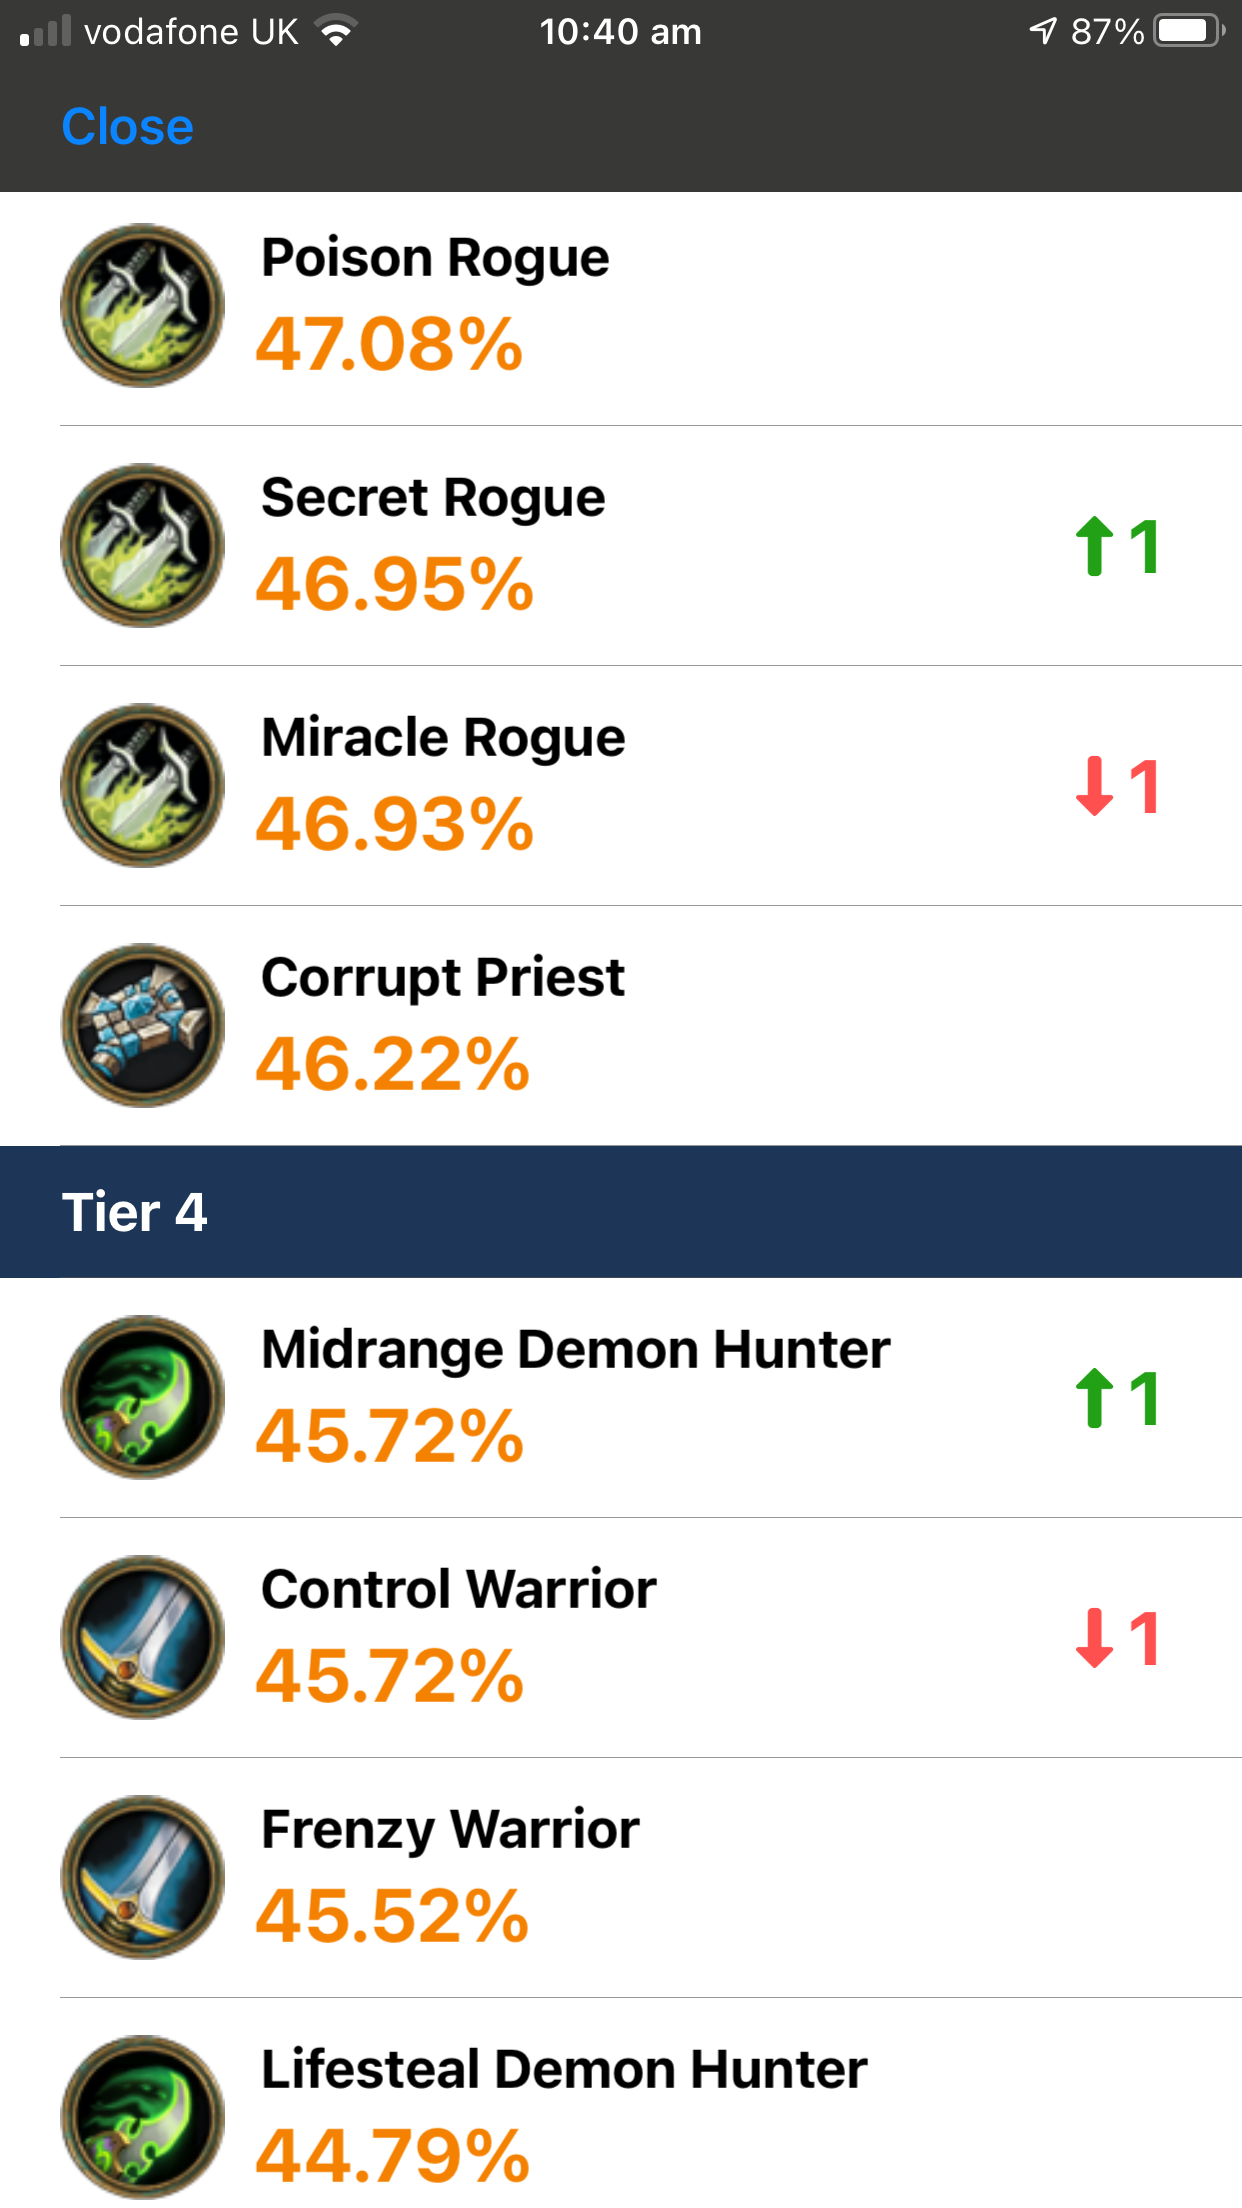 vodafone UK
10:40 am
87%
Close
Poison Rogue
47.08%
Secret Rogue
46.95%
1
Miracle Rogue
46.93%
1
Corrupt Priest
46.22%
Tier 4
Midrange Demon Hunter
45.72%
1
Control Warrior
45.72%
1
Frenzy Warrior
45.52%
Lifesteal Demon Hunter
44.79%